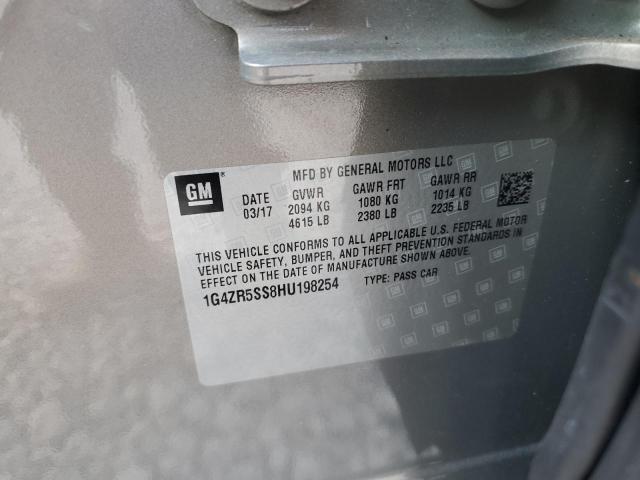 GM
MFD BY GENERAL MOTORS LLC
DATE GVWR GAWR FRT GAWR RR
03/17 2094 KG 1080 KG 1014 KG
4615 LB 2380 LB 2235 LB
THIS VEHICLE CONFORMS TO ALL APPLICABLE U.S. FEDERAL MOTOR
VEHICLE SAFETY, BUMPER, AND THEFT PREVENTION STANDARDS IN
EFFECT ON THE DATE OF MANUFACTURE SHOWN ABOVE.
1G4ZR5SS8HU198254 TYPE: PASS CAR